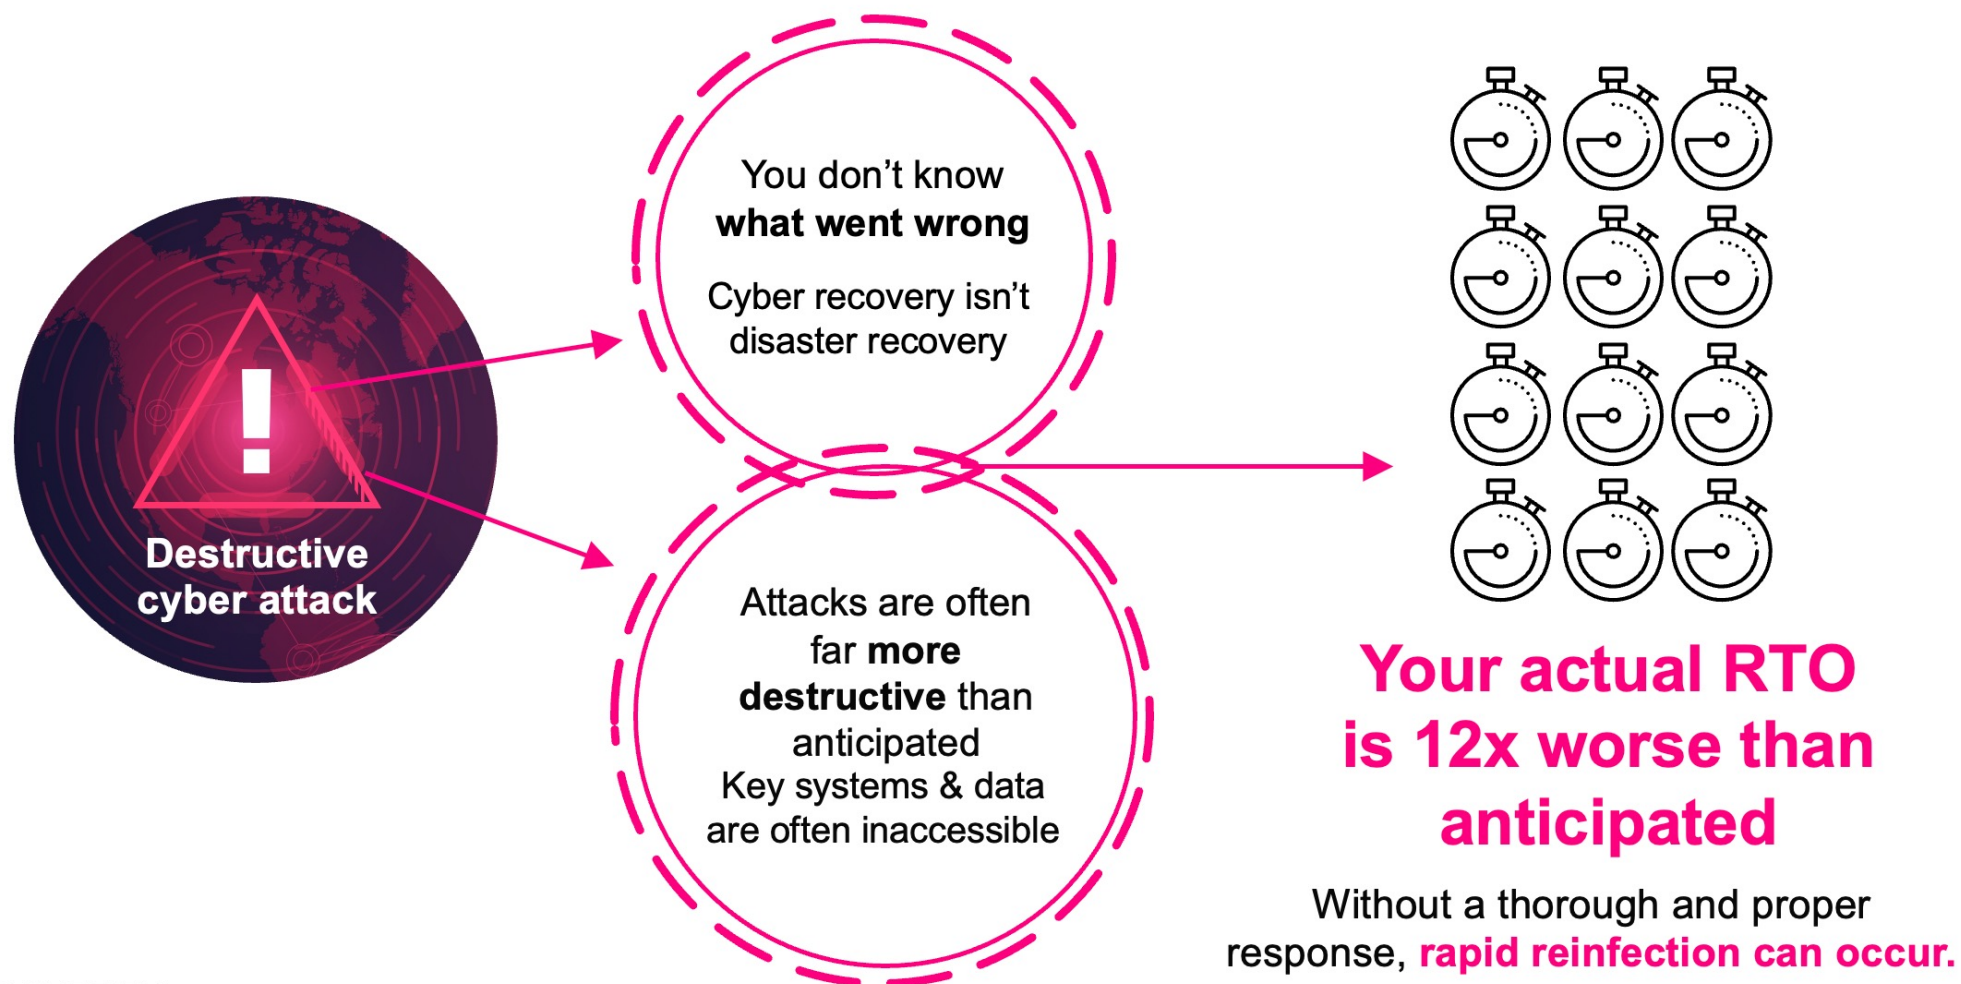 Destructive
cyber attack
You don’t know
what went wrong
Cyber recovery isn’t
disaster recovery
Attacks are often
far more
destructive than
anticipated
Key systems & data
are often inaccessible
Your actual RTO
is 12x worse than
anticipated
Without a thorough and proper
response, rapid reinfection can occur.